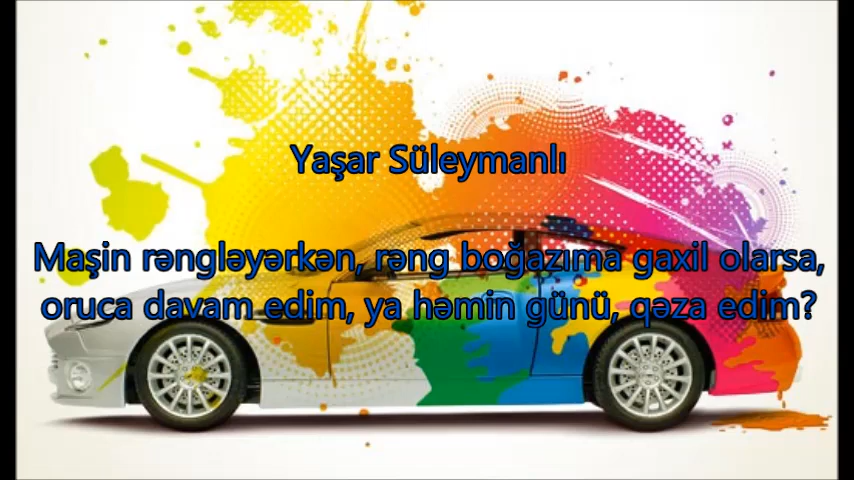 Yaşar Süleymanlı
Maşin rəngləyərkən, rəng boğazıma gaxil olarsa,
oruca davam edim, ya həmin günü, qəza edim?